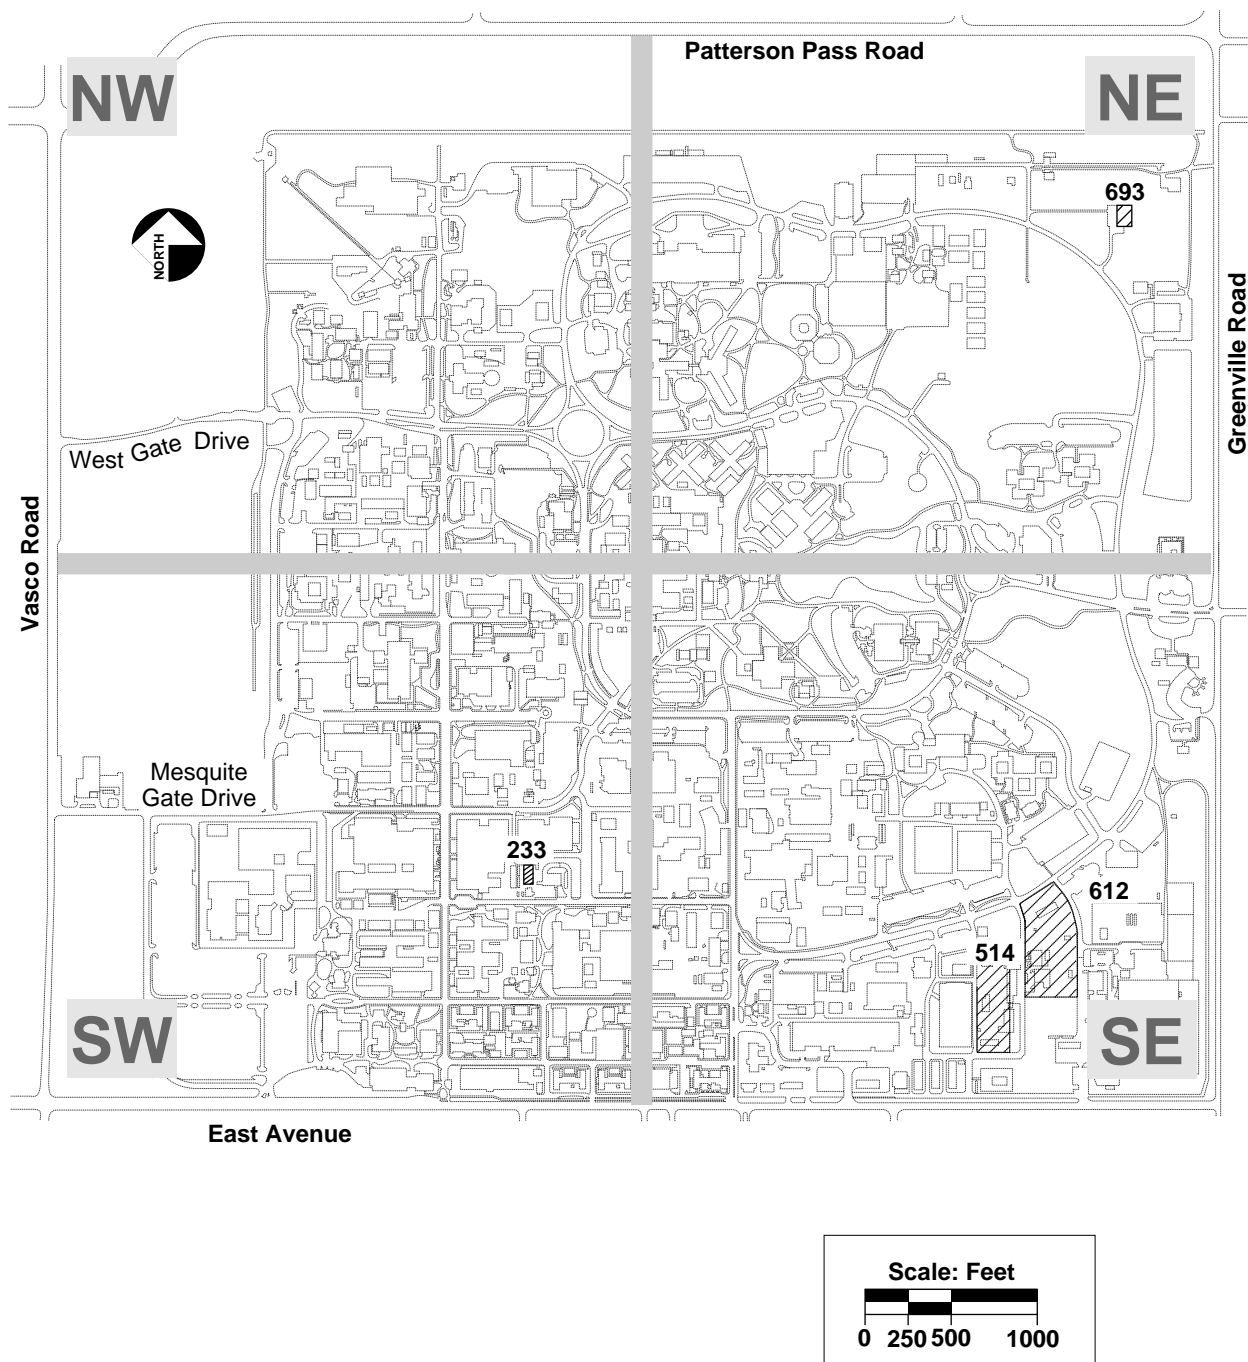 Patterson Pass Road
NW
NE
693
NORTH
Greenville Road
West Gate Drive
Vasco Road
Mesquite
Gate Drive
233
612
514
SW
SE
East Avenue
Scale: Feet
0 250 500 1000